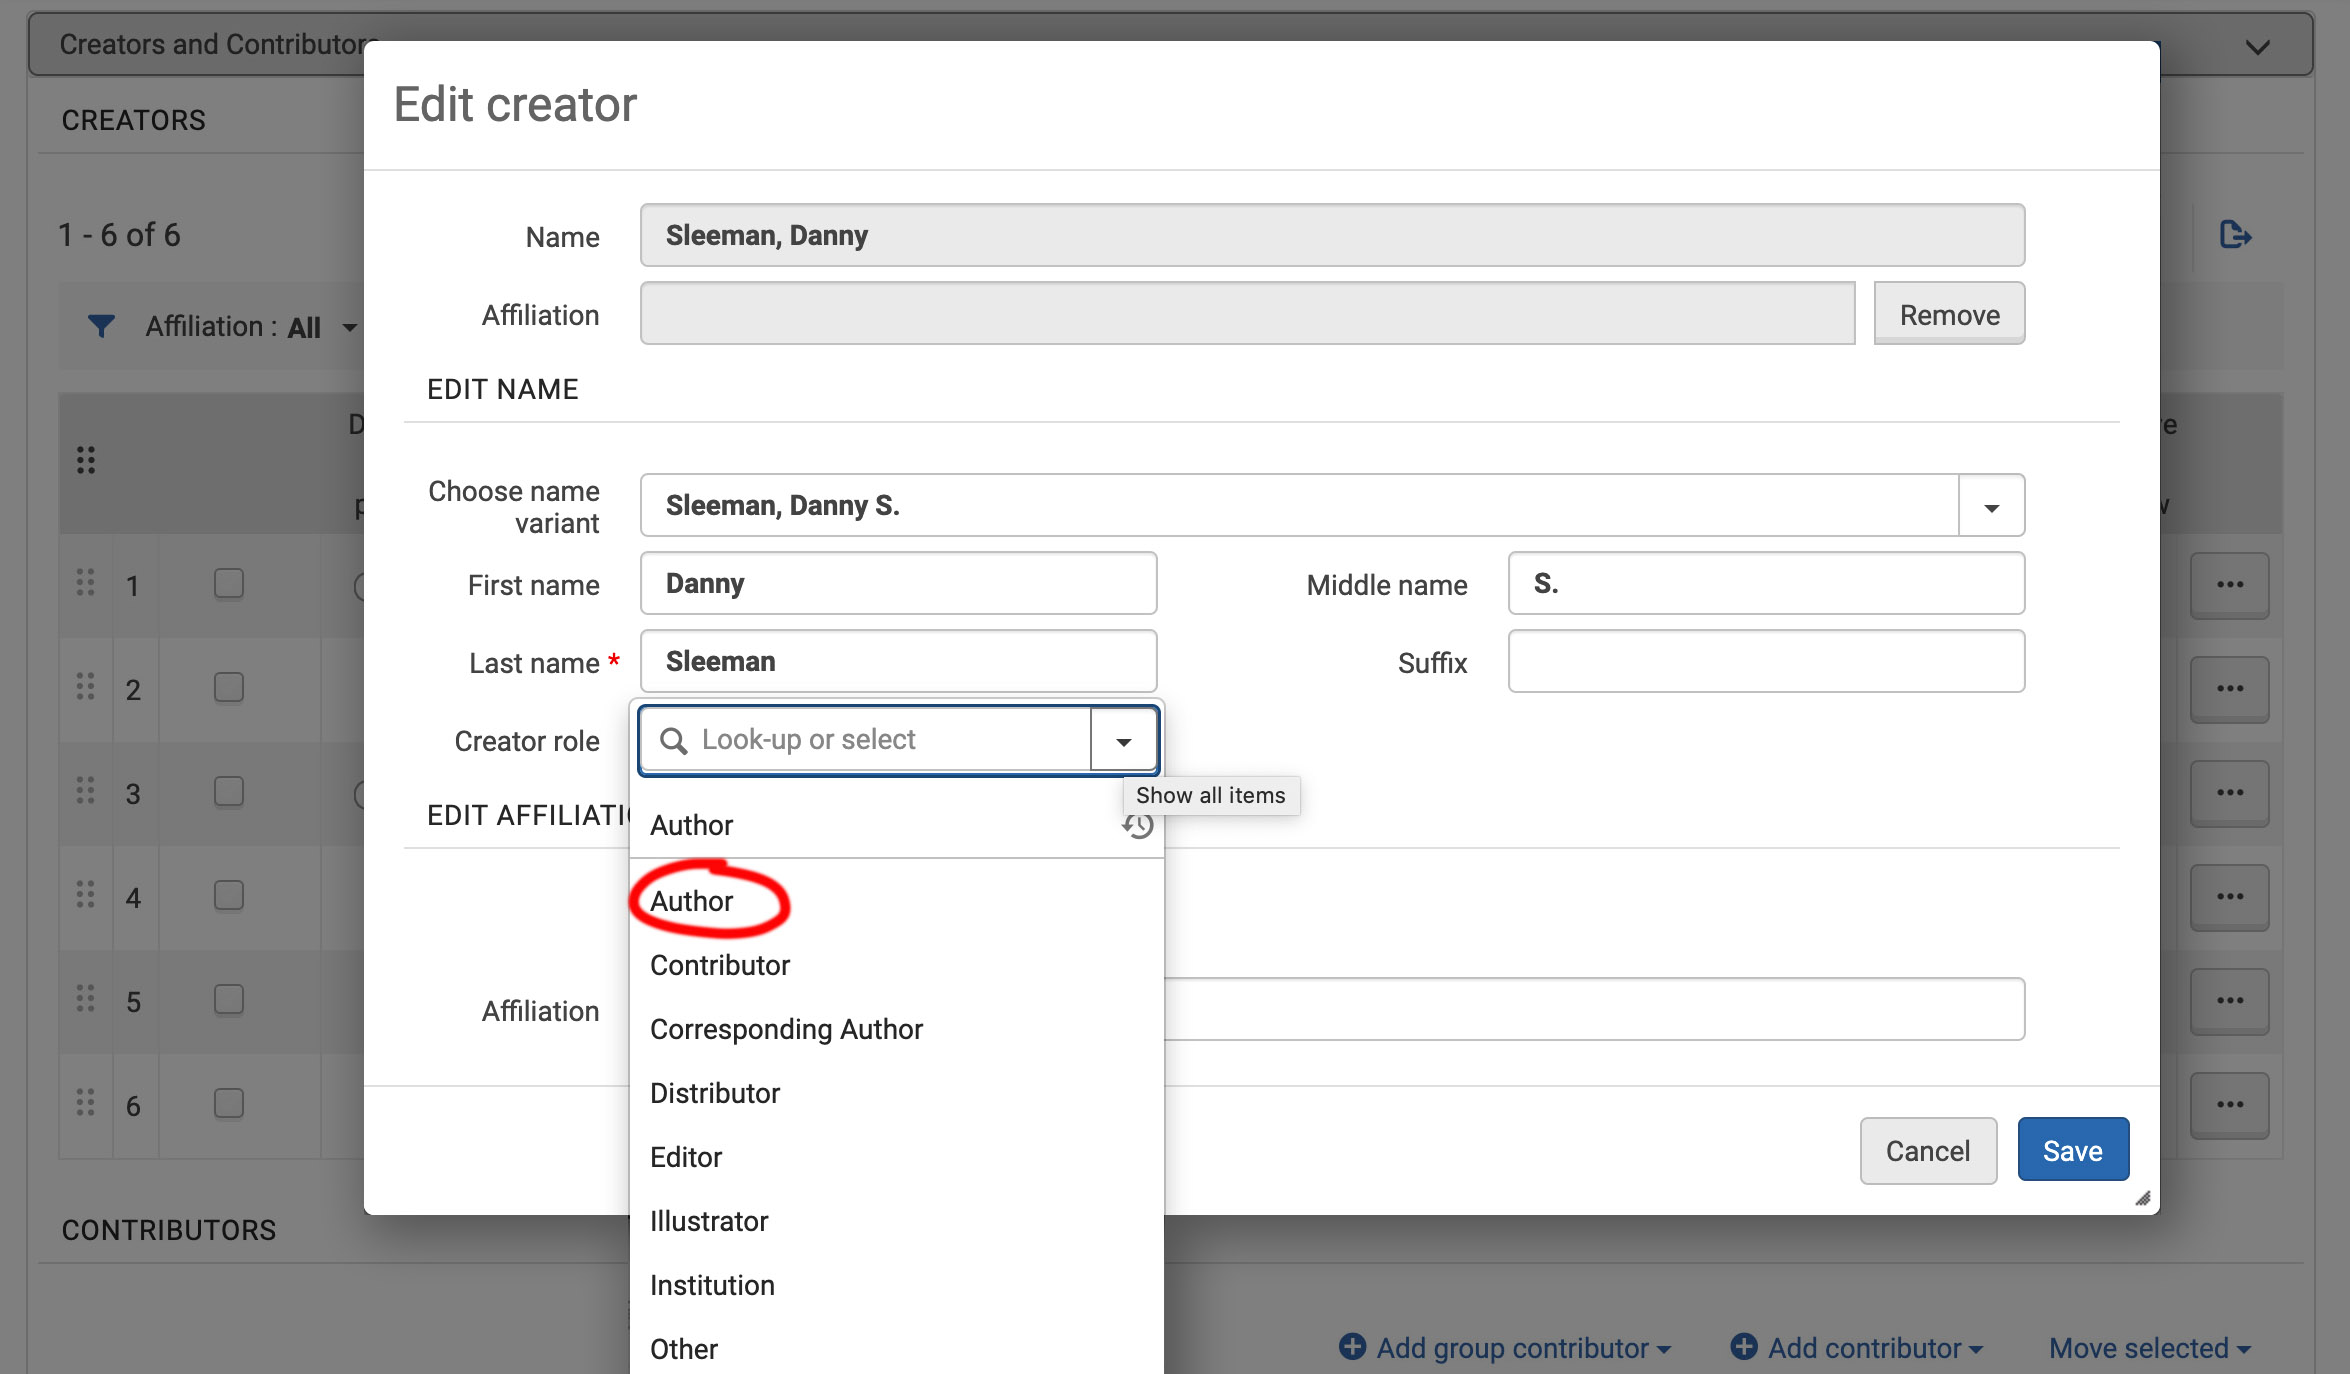 Creators and Contributors
Edit creator
CREATORS
1 - 6 of 6
Name
Sleeman, Danny
Affiliation
Remove
Affiliation : All
EDIT NAME
Choose name variant
Sleeman, Danny S.
First name
Danny
Middle name
S.
1
Last name *
Sleeman
Suffix
2
Creator role
Look-up or select
Show all items
3
EDIT AFFILIATIO
Author
4
Author
Contributor
5
Affiliation
Corresponding Author
Distributor
6
Editor
Cancel
Save
Illustrator
CONTRIBUTORS
Institution
Other
Add group contributor
Add contributor
Move selected